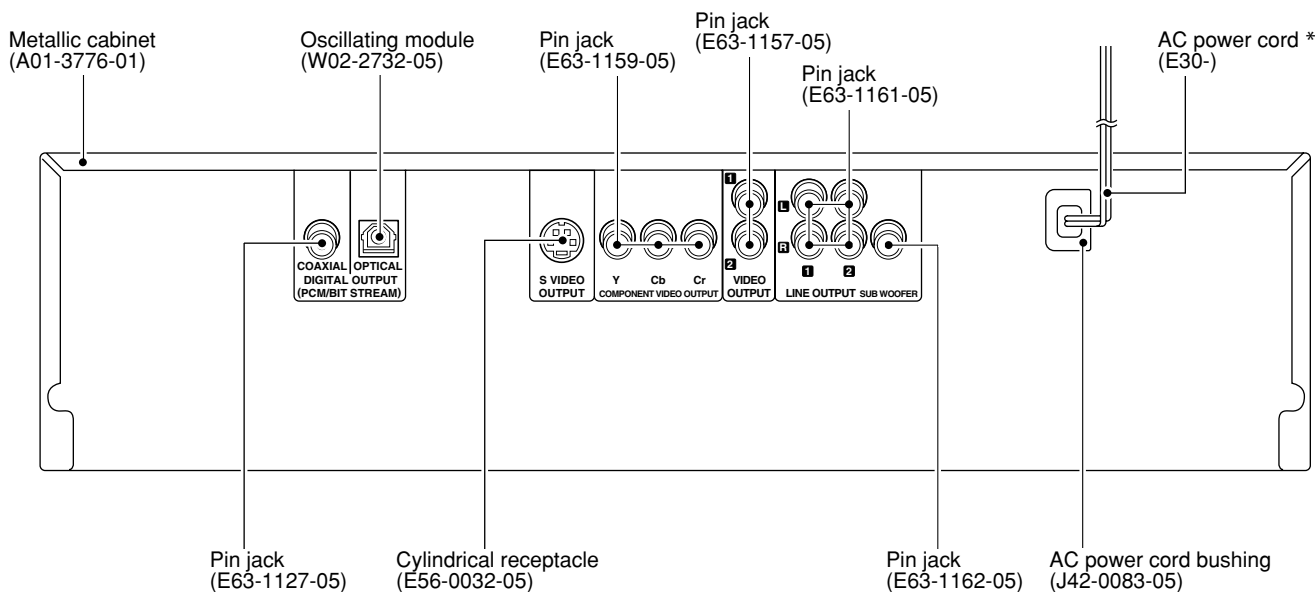 Metallic cabinet
(A01-3776-01)
Oscillating module
(W02-2732-05)
Pin jack
(E63-1159-05)
Pin jack
(E63-1157-05)
Pin jack
(E63-1161-05)
AC power cord *
(E30-)
COAXIAL OPTICAL
DIGITAL OUTPUT
(PCM/BIT STREAM)
S VIDEO
OUTPUT
Y Cb Cr
COMPONENT VIDEO OUTPUT
1
2
VIDEO
OUTPUT
L
R
1 2
LINE OUTPUT SUB WOOFER
Pin jack
(E63-1127-05)
Cylindrical receptacle
(E56-0032-05)
Pin jack
(E63-1162-05)
AC power cord bushing
(J42-0083-05)